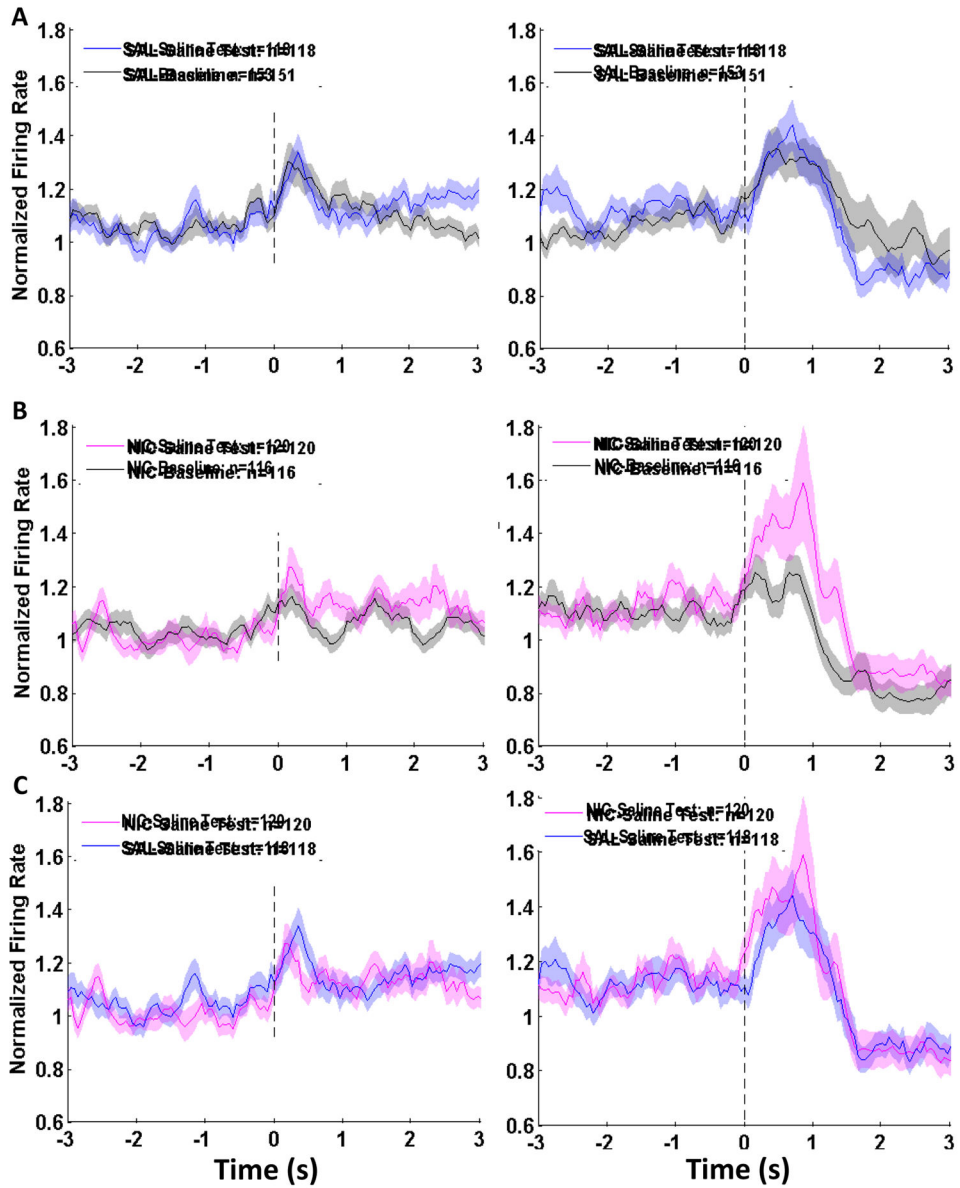 A
1.8
1.6
1.4
1.2
1
0.8
0.6
-3 -2 -1 0 1 2 3
Normalized Firing Rate
SAL-Saline Test: n=118
SAL-Baseline n=151
1.8
1.6
1.4
1.2
1
0.8
0.6
-3 -2 -1 0 1 2 3
SAL-Saline Test: n=118
SAL-Baseline n=151
B
1.8
1.6
1.4
1.2
1
0.8
0.6
-3 -2 -1 0 1 2 3
Normalized Firing Rate
NIC-Saline Test: n=120
NIC-Baseline: n=116
1.8
1.6
1.4
1.2
1
0.8
0.6
-3 -2 -1 0 1 2 3
NIC-Saline Test: n=120
NIC-Baseline: n=116
C
1.8
1.6
1.4
1.2
1
0.8
0.6
-3 -2 -1 0 1 2 3
Normalized Firing Rate
NIC-Saline Test: n=120
SAL-Saline Test: n=118
Time (s)
1.8
1.6
1.4
1.2
1
0.8
0.6
-3 -2 -1 0 1 2 3
NIC-Saline Test: n=120
SAL-Saline Test: n=118
Time (s)